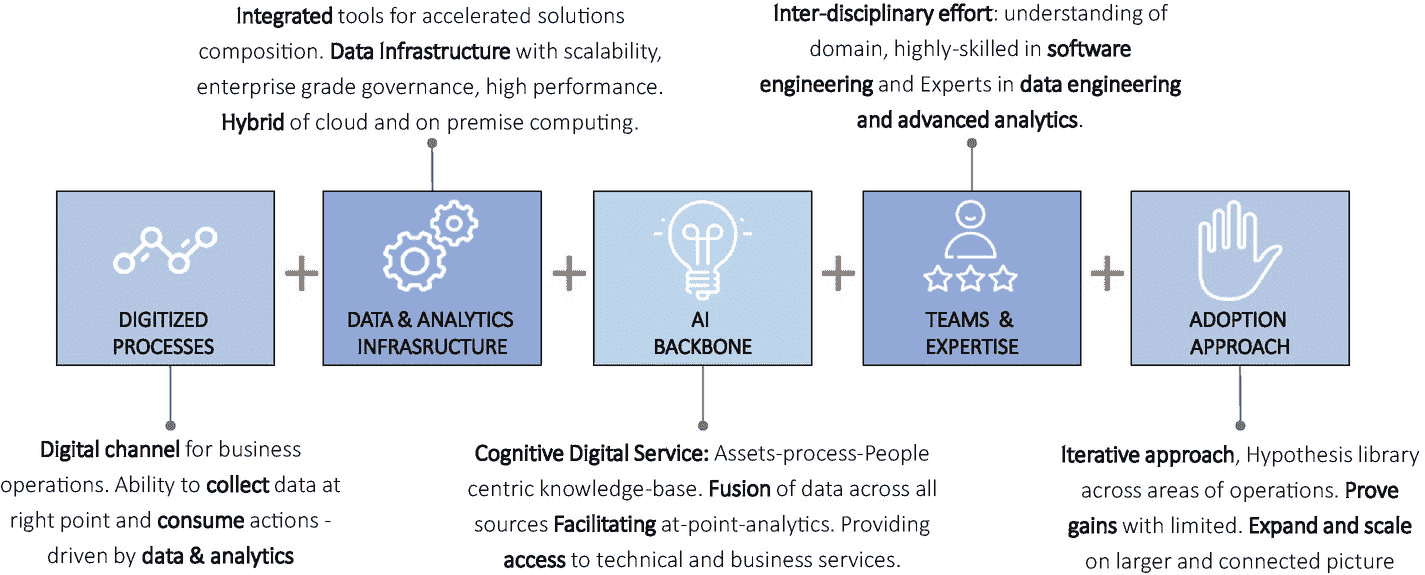 Integrated tools for accelerated solutions
composition. Data Infrastructure with scalability,
enterprise grade governance, high performance.
Hybrid of cloud and on premise computing.
Inter-disciplinary effort: understanding of
domain, highly-skilled in software
engineering and Experts in data engineering
and advanced analytics.
DIGITIZED
PROCESSES
DATA & ANALYTICS
INFRASRUCTURE
AI
BACKBONE
TEAMS &
EXPERTISE
ADOPTION
APPROACH
Digital channel for business
operations. Ability to collect data at
right point and consume actions -
driven by data & analytics
Cognitive Digital Service: Assets-process-People
centric knowledge-base. Fusion of data across all
sources Facilitating at-point-analytics. Providing
access to technical and business services.
Iterative approach, Hypothesis library
across areas of operations. Prove
gains with limited. Expand and scale
on larger and connected picture